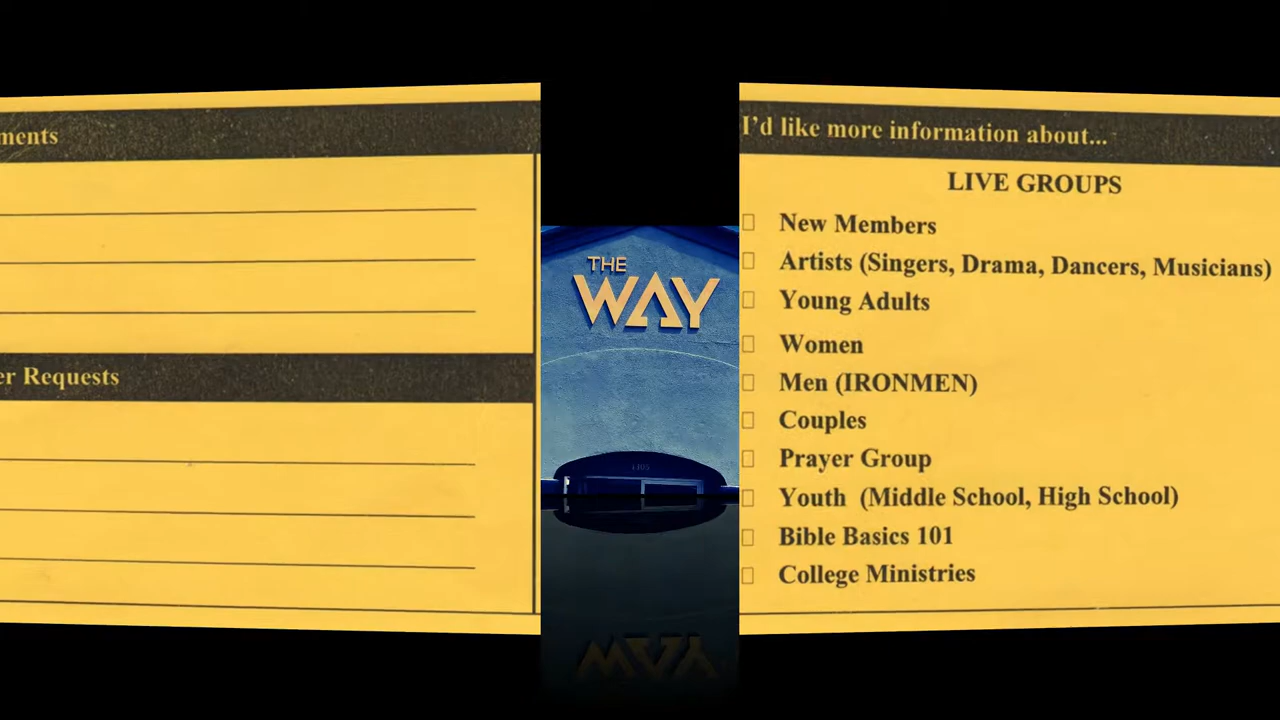 ments
er Requests
THE
WAY
1305
I'd like more information about...
LIVE GROUPS
New Members
Artists (Singers, Drama, Dancers, Musicians)
Young Adults
Women
Men (IRONMEN)
Couples
Prayer Group
Youth (Middle School, High School)
Bible Basics 101
College Ministries